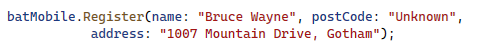 batMobile.Register(name: "Bruce Wayne", postCode: "Unknown",
address: "1007 Mountain Drive, Gotham");